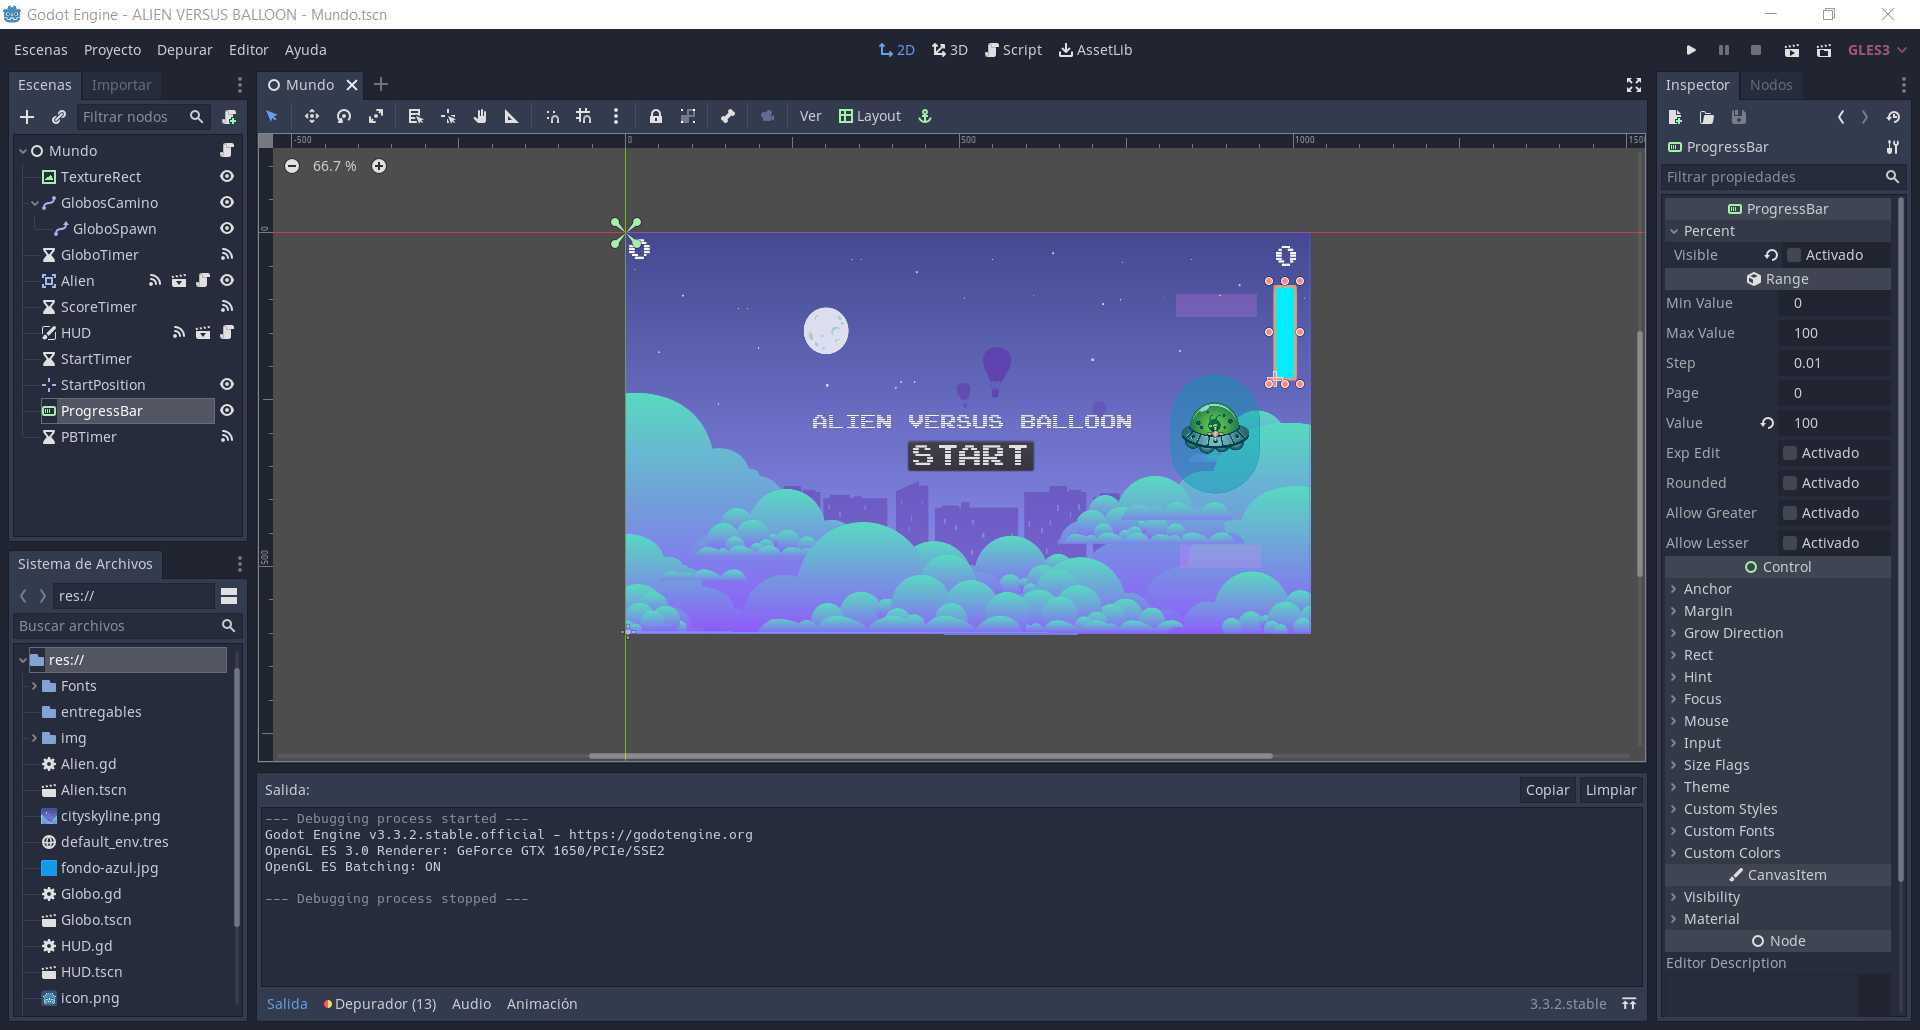 Godot Engine - ALIEN VERSUS BALLOON - Mundo.tscn
Escenas Proyecto Depurar Editor Ayuda
2D 3D Script AssetLib
GLES3
Escenas Importar
Filtrar nodos
Mundo
TextureRect
GlobosCamino
GloboSpawn
GloboTimer
Alien
ScoreTimer
HUD
StartTimer
StartPosition
ProgressBar
PBTimer
Sistema de Archivos
res://
Buscar archivos
res://
Fonts
entregables
img
Alien.gd
Alien.tscn
cityskyline.png
default_env.tres
fondo-azul.jpg
Globo.gd
Globo.tscn
HUD.gd
HUD.tscn
icon.png
Mundo
Ver Layout
-500 0 500 1000 1500
66.7 %
0
500
0 0
ALIEN VERSUS BALLOON
START
Salida: Copiar Limpiar
--- Debugging process started ---
Godot Engine v3.3.2.stable.official - https://godotengine.org
OpenGL ES 3.0 Renderer: GeForce GTX 1650/PCIe/SSE2
OpenGL ES Batching: ON
--- Debugging process stopped ---
Salida Depurador (13) Audio Animación 3.3.2.stable
Inspector Nodos
ProgressBar
Filtrar propiedades
ProgressBar
Percent
Visible Activado
Range
Min Value 0
Max Value 100
Step 0.01
Page 0
Value 100
Exp Edit Activado
Rounded Activado
Allow Greater Activado
Allow Lesser Activado
Control
Anchor
Margin
Grow Direction
Rect
Hint
Focus
Mouse
Input
Size Flags
Theme
Custom Styles
Custom Fonts
Custom Colors
CanvasItem
Visibility
Material
Node
Editor Description